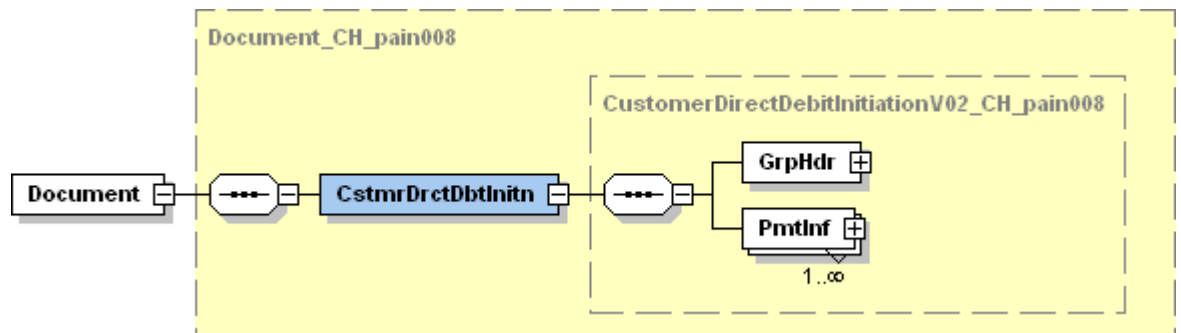 Document_CH_pain008
CustomerDirectDebitInitiationV02_CH_pain008
GrpHdr
Document
CstmrDrctDbtInitn
PmtInf
1..∞